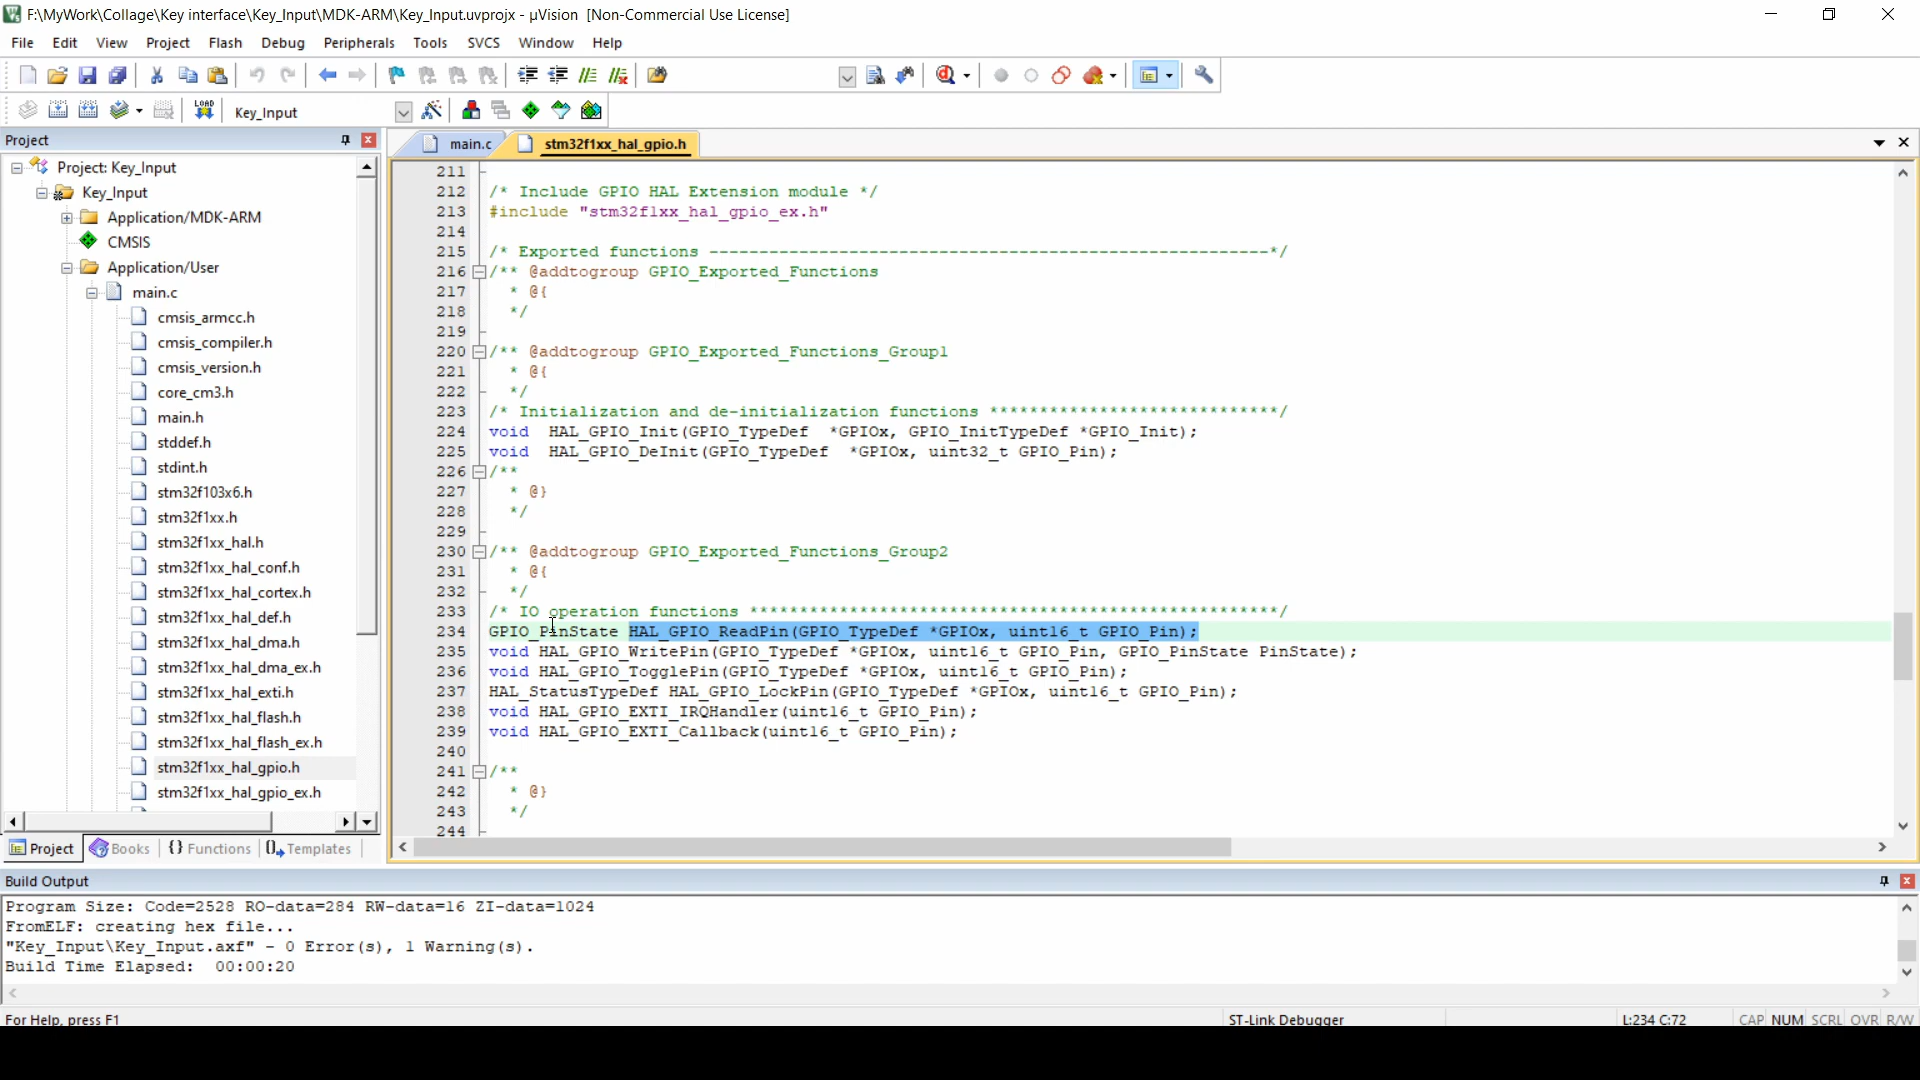 F:\MyWork\Collage\Key interface\Key_Input\MDK-ARM\Key_Input.uvprojx - µVision [Non-Commercial Use License]
File Edit View Project Flash Debug Peripherals Tools SVCS Window Help
LOAD Key_Input
Project
Project: Key_Input
Key_Input
Application/MDK-ARM
CMSIS
Application/User
main.c
cmsis_armcc.h
cmsis_compiler.h
cmsis_version.h
core_cm3.h
main.h
stddef.h
stdint.h
stm32f103x6.h
stm32f1xx.h
stm32f1xx_hal.h
stm32f1xx_hal_conf.h
stm32f1xx_hal_cortex.h
stm32f1xx_hal_def.h
stm32f1xx_hal_dma.h
stm32f1xx_hal_dma_ex.h
stm32f1xx_hal_exti.h
stm32f1xx_hal_flash.h
stm32f1xx_hal_flash_ex.h
stm32f1xx_hal_gpio.h
stm32f1xx_hal_gpio_ex.h
Project Books {} Functions Templates
main.c stm32f1xx_hal_gpio.h
211
212 /* Include GPIO HAL Extension module */
213 #include "stm32f1xx_hal_gpio_ex.h"
214
215 /* Exported functions --------------------------------------------------------*/
216 /** @addtogroup GPIO_Exported_Functions
217 * @{
218 */
219
220 /** @addtogroup GPIO_Exported_Functions_Group1
221 * @{
222 */
223 /* Initialization and de-initialization functions *****************************/
224 void HAL_GPIO_Init(GPIO_TypeDef *GPIOx, GPIO_InitTypeDef *GPIO_Init);
225 void HAL_GPIO_DeInit(GPIO_TypeDef *GPIOx, uint32_t GPIO_Pin);
226 /**
227 * @}
228 */
229
230 /** @addtogroup GPIO_Exported_Functions_Group2
231 * @{
232 */
233 /* IO operation functions *****************************************************/
234 GPIO_PinState HAL_GPIO_ReadPin(GPIO_TypeDef *GPIOx, uint16_t GPIO_Pin);
235 void HAL_GPIO_WritePin(GPIO_TypeDef *GPIOx, uint16_t GPIO_Pin, GPIO_PinState PinState);
236 void HAL_GPIO_TogglePin(GPIO_TypeDef *GPIOx, uint16_t GPIO_Pin);
237 HAL_StatusTypeDef HAL_GPIO_LockPin(GPIO_TypeDef *GPIOx, uint16_t GPIO_Pin);
238 void HAL_GPIO_EXTI_IRQHandler(uint16_t GPIO_Pin);
239 void HAL_GPIO_EXTI_Callback(uint16_t GPIO_Pin);
240
241 /**
242 * @}
243 */
244
Build Output
Program Size: Code=2528 RO-data=284 RW-data=16 ZI-data=1024
FromELF: creating hex file...
"Key_Input\Key_Input.axf" - 0 Error(s), 1 Warning(s).
Build Time Elapsed: 00:00:20
For Help, press F1 ST-Link Debugger L:234 C:72 CAP NUM SCRL OVR R/W